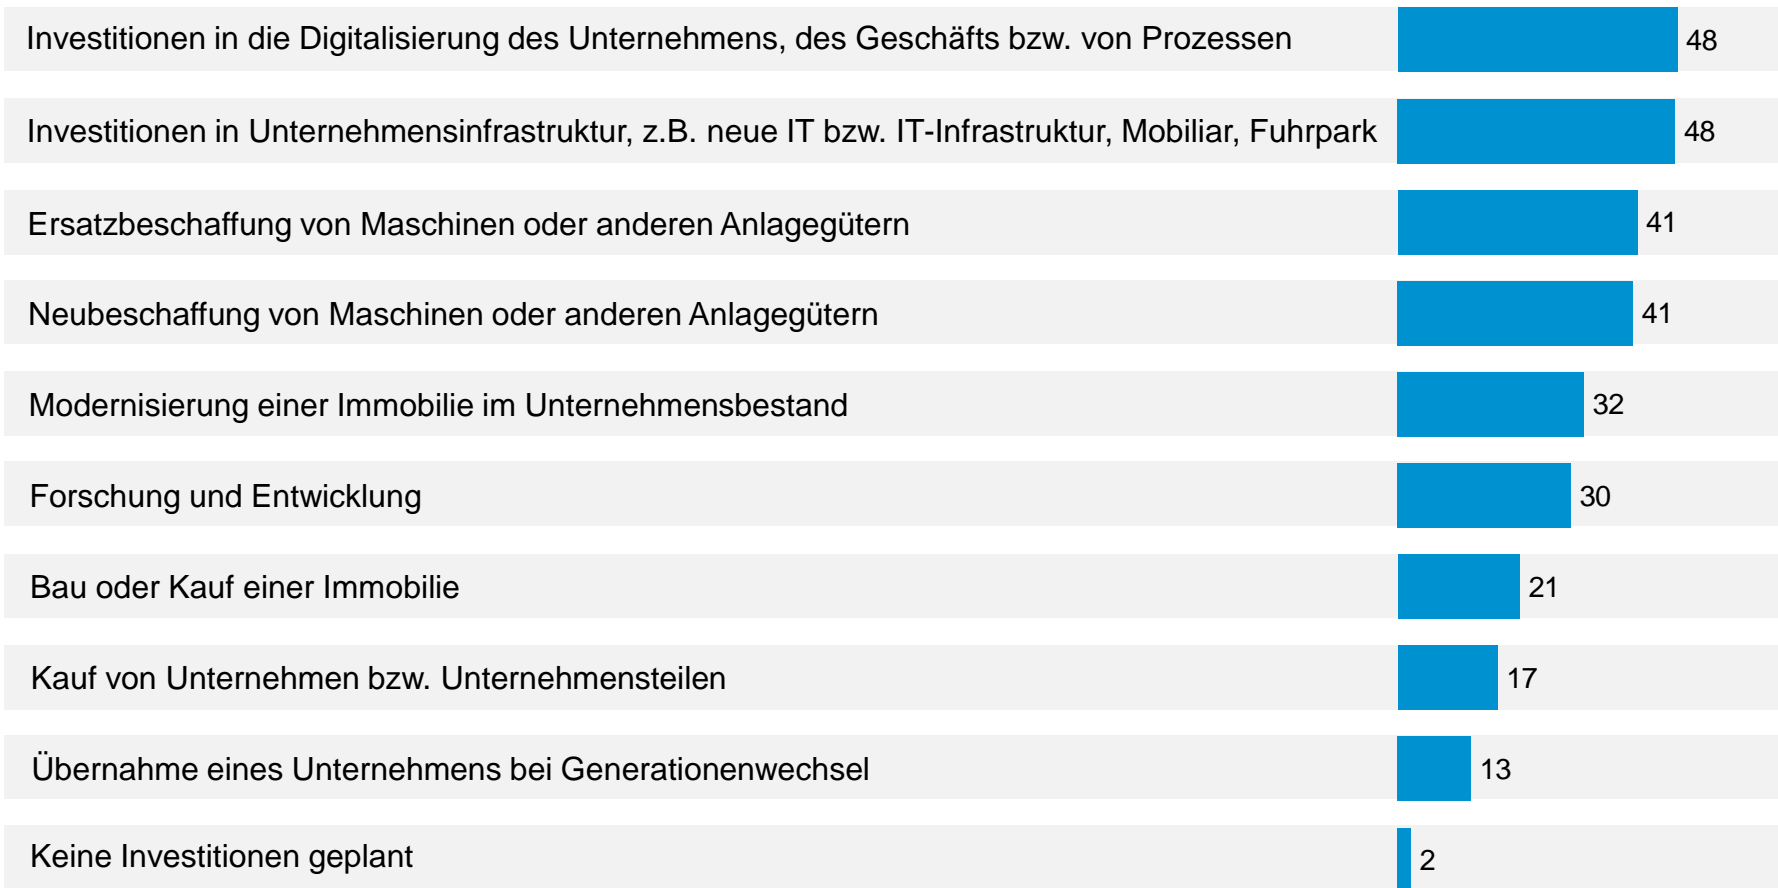 Investitionen in die Digitalisierung des Unternehmens, des Geschäfts bzw. von Prozessen 48
Investitionen in Unternehmensinfrastruktur, z.B. neue IT bzw. IT-Infrastruktur, Mobiliar, Fuhrpark 48
Ersatzbeschaffung von Maschinen oder anderen Anlagegütern 41
Neubeschaffung von Maschinen oder anderen Anlagegütern 41
Modernisierung einer Immobilie im Unternehmensbestand 32
Forschung und Entwicklung 30
Bau oder Kauf einer Immobilie 21
Kauf von Unternehmen bzw. Unternehmensteilen 17
Übernahme eines Unternehmens bei Generationenwechsel 13
Keine Investitionen geplant 2